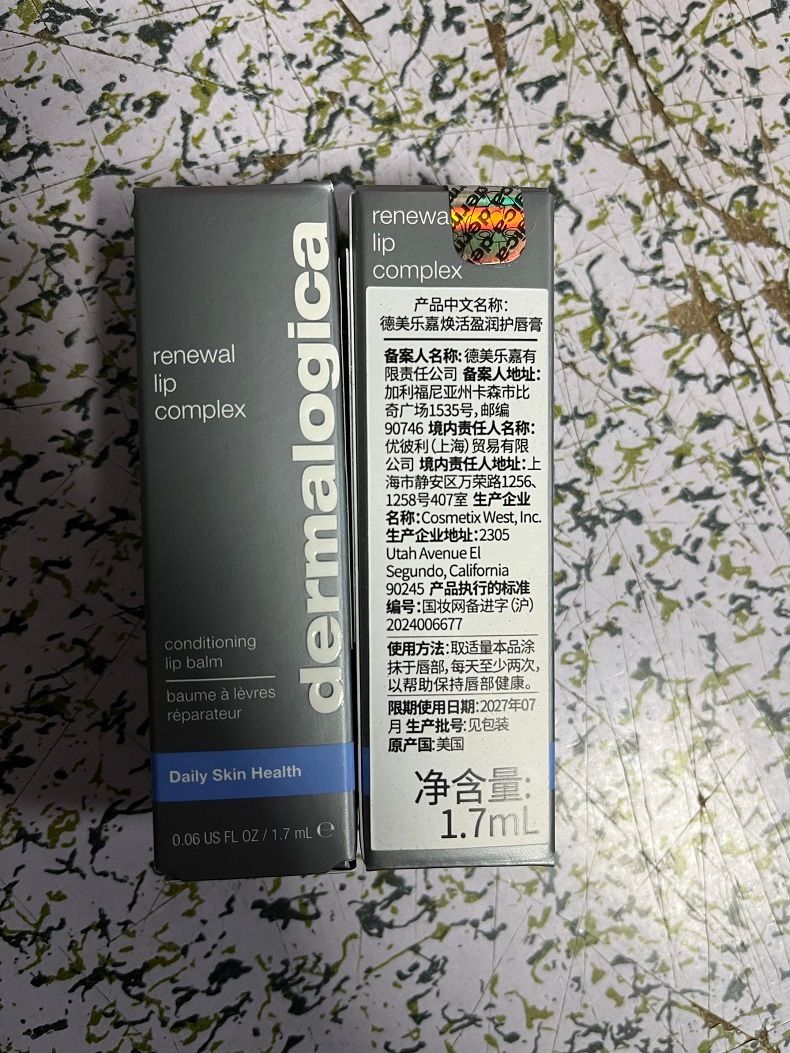 renewal
lip
complex
dermalogica
conditioning
lip balm
baume à lèvres
réparateur
Daily Skin Health
0.06 US FL OZ / 1.7 mL ℮
renewal
lip
complex
产品中文名称：
德美乐嘉焕活盈润护唇膏
备案人名称：德美乐嘉有
限责任公司 备案人地址：
加利福尼亚州卡森市比
奇广场1535号，邮编
90746 境内责任人名称：
优彼利（上海）贸易有限
公司 境内责任人地址：上
海市静安区万荣路1256、
1258号407室 生产企业
名称：Cosmetix West, Inc.
生产企业地址：2305
Utah Avenue El
Segundo, California
90245 产品执行的标准
编号：国妆网备进字（沪）
2024006677
使用方法：取适量本品涂
抹于唇部，每天至少两次，
以帮助保持唇部健康。
限期使用日期：2027年07
月 生产批号：见包装
原产国：美国
净含量：
1.7mL